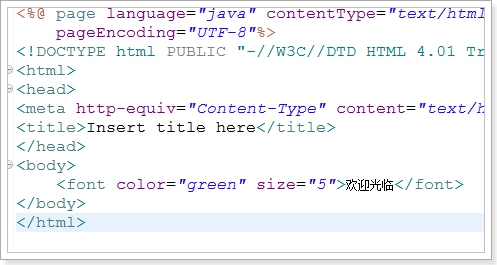 <%@ page language="java" contentType="text/html
pageEncoding="UTF-8"%>
<!DOCTYPE html PUBLIC "-//W3C//DTD HTML 4.01 Tr
<html>
<head>
<meta http-equiv="Content-Type" content="text/h
<title>Insert title here</title>
</head>
<body>
<font color="green" size="5">欢迎光临</font>
</body>
</html>